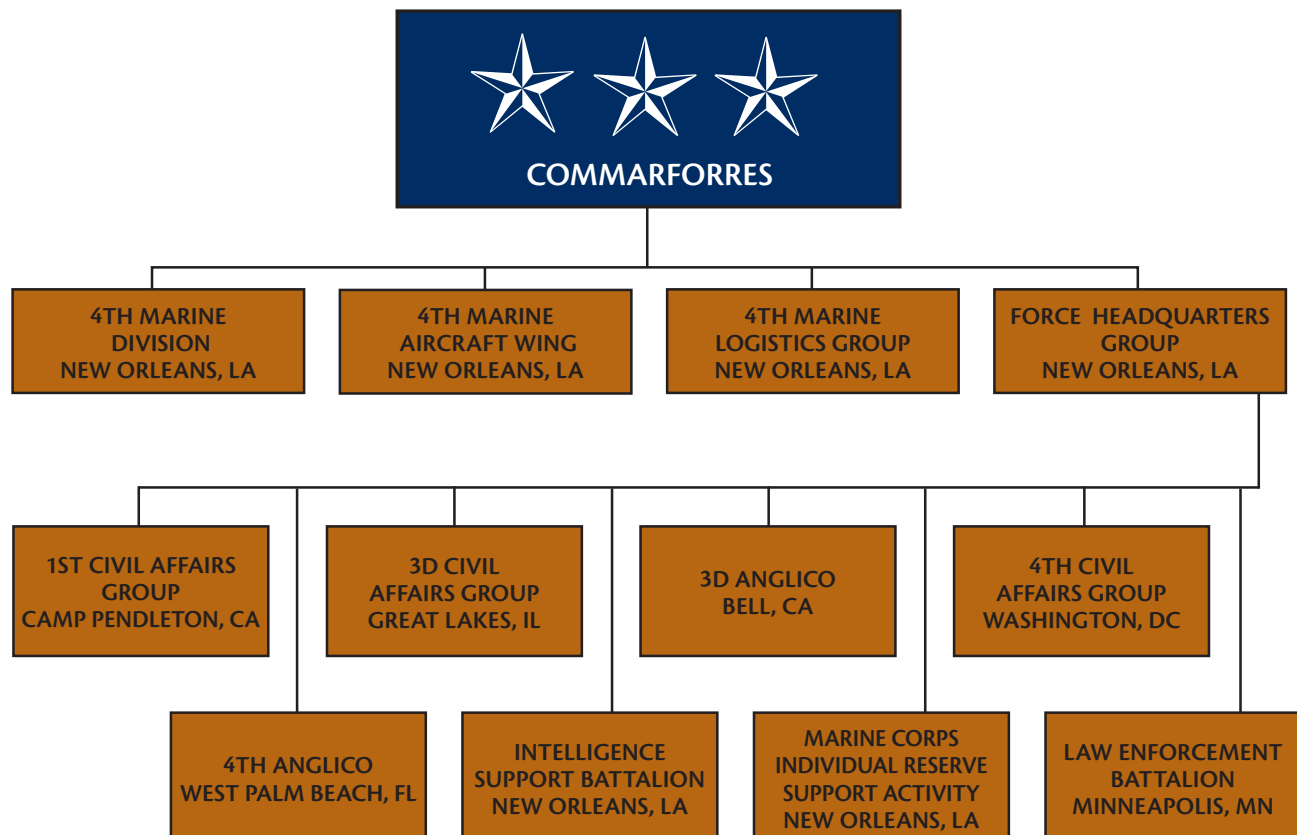 COMMARFORRES
4TH MARINE
DIVISION
NEW ORLEANS, LA
4TH MARINE
AIRCRAFT WING
NEW ORLEANS, LA
4TH MARINE
LOGISTICS GROUP
NEW ORLEANS, LA
FORCE HEADQUARTERS
GROUP
NEW ORLEANS, LA
1ST CIVIL AFFAIRS
GROUP
CAMP PENDLETON, CA
3D CIVIL
AFFAIRS GROUP
GREAT LAKES, IL
3D ANGLICO
BELL, CA
4TH CIVIL
AFFAIRS GROUP
WASHINGTON, DC
4TH ANGLICO
WEST PALM BEACH, FL
INTELLIGENCE
SUPPORT BATTALION
NEW ORLEANS, LA
MARINE CORPS
INDIVIDUAL RESERVE
SUPPORT ACTIVITY
NEW ORLEANS, LA
LAW ENFORCEMENT
BATTALION
MINNEAPOLIS, MN